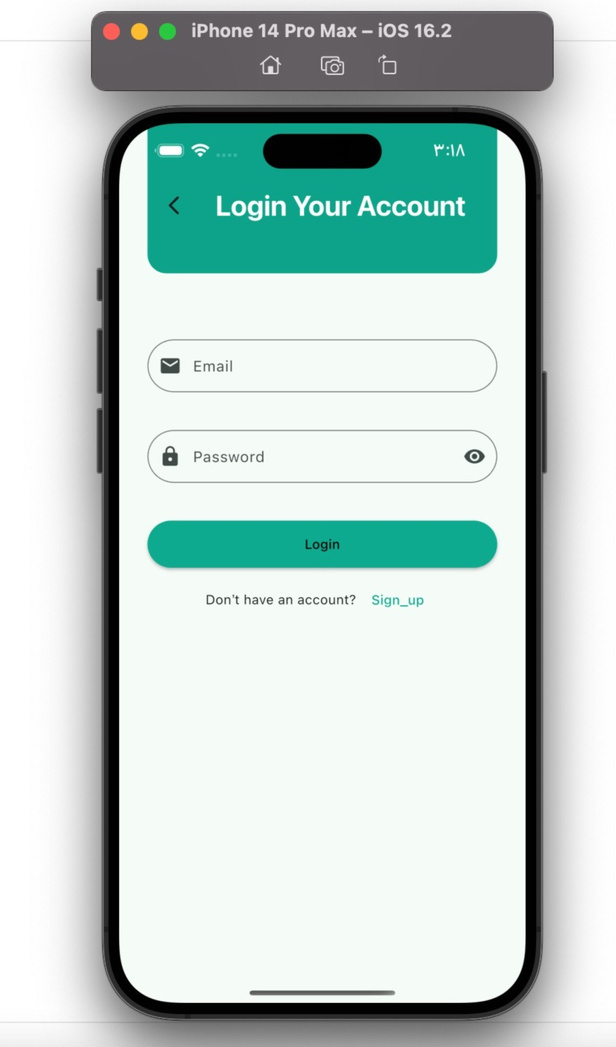 iPhone 14 Pro Max – iOS 16.2
٣:١٨
Login Your Account
Email
Password
Login
Don't have an account? Sign_up